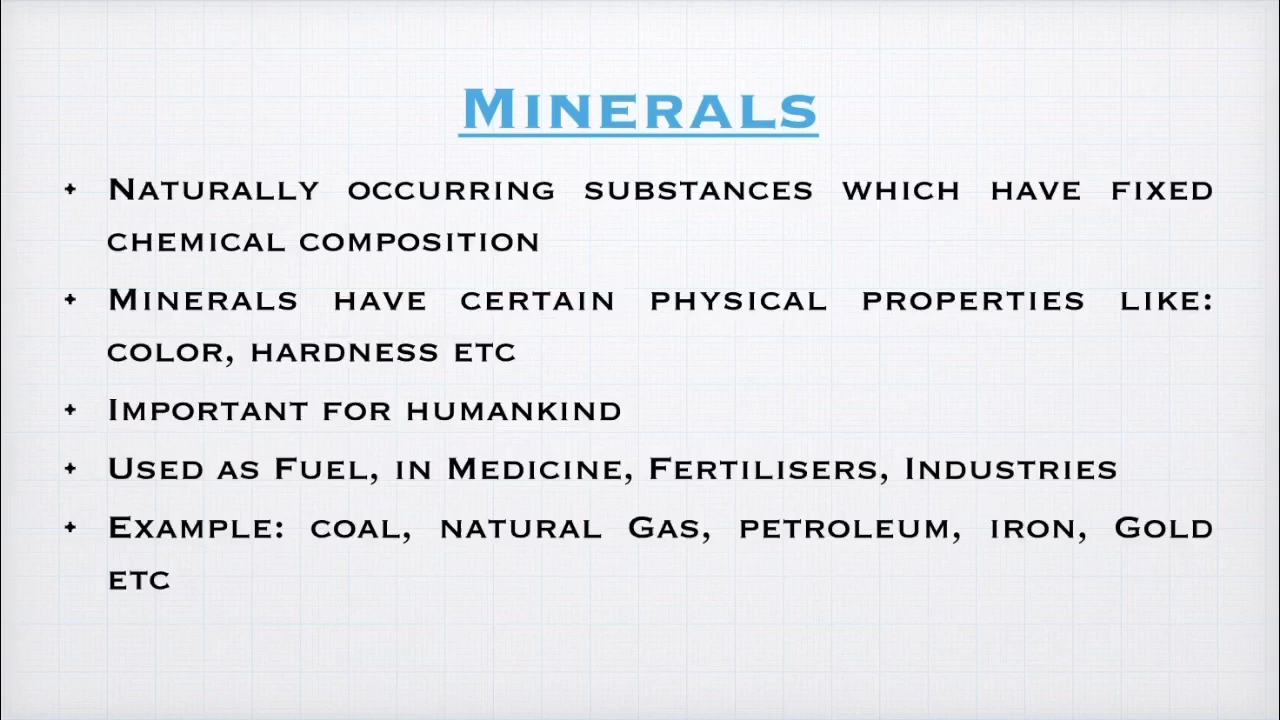 Minerals
• Naturally occurring substances which have fixed
chemical composition
• Minerals have certain physical properties like:
color, hardness etc
• Important for humankind
• Used as Fuel, in Medicine, Fertilisers, Industries
• Example: coal, natural Gas, petroleum, iron, Gold
etc